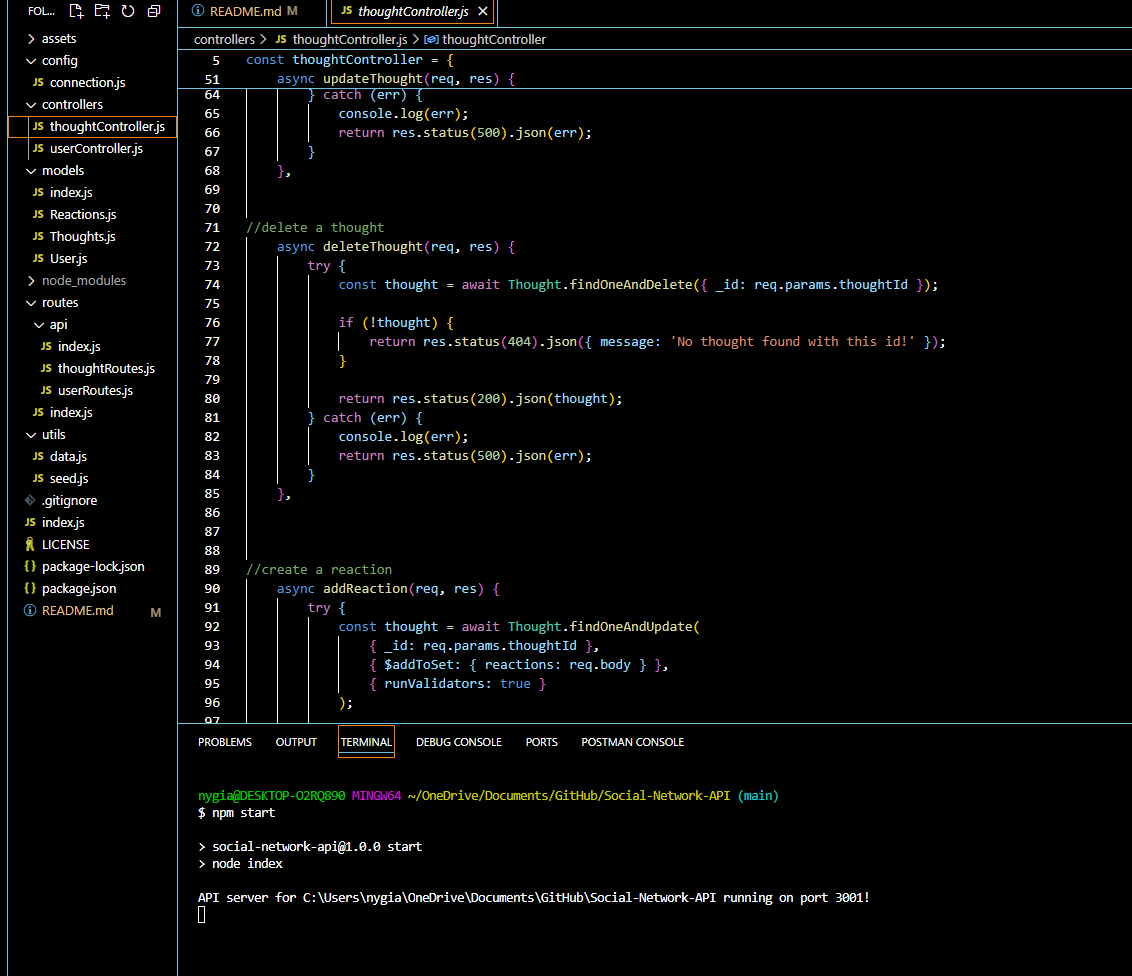 FOL...
assets
config
JS connection.js
controllers
JS thoughtController.js
JS userController.js
models
JS index.js
JS Reactions.js
JS Thoughts.js
JS User.js
node_modules
routes
api
JS index.js
JS thoughtRoutes.js
JS userRoutes.js
JS index.js
utils
JS data.js
JS seed.js
.gitignore
JS index.js
LICENSE
{} package-lock.json
{} package.json
README.md M
README.md M
JS thoughtController.js ×
controllers > JS thoughtController.js > thoughtController
5 const thoughtController = {
51 async updateThought(req, res) {
64 } catch (err) {
65 console.log(err);
66 return res.status(500).json(err);
67 }
68 },
69
70
71 //delete a thought
72 async deleteThought(req, res) {
73 try {
74 const thought = await Thought.findOneAndDelete({ _id: req.params.thoughtId });
75
76 if (!thought) {
77 return res.status(404).json({ message: 'No thought found with this id!' });
78 }
79
80 return res.status(200).json(thought);
81 } catch (err) {
82 console.log(err);
83 return res.status(500).json(err);
84 }
85 },
86
87
88
89 //create a reaction
90 async addReaction(req, res) {
91 try {
92 const thought = await Thought.findOneAndUpdate(
93 { _id: req.params.thoughtId },
94 { $addToSet: { reactions: req.body } },
95 { runValidators: true }
96 );
97
PROBLEMS OUTPUT TERMINAL DEBUG CONSOLE PORTS POSTMAN CONSOLE
nygia@DESKTOP-O2RQ890 MINGW64 ~/OneDrive/Documents/GitHub/Social-Network-API (main)
$ npm start
> social-network-api@1.0.0 start
> node index
API server for C:\Users\nygia\OneDrive\Documents\GitHub\Social-Network-API running on port 3001!